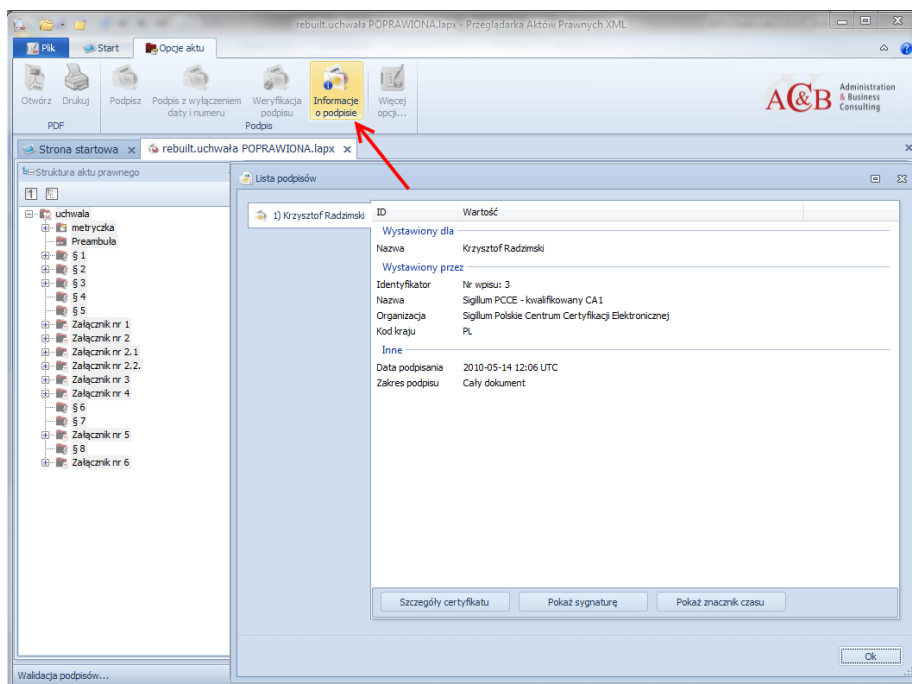 rebuilt.uchwała POPRAWIONA.lapx - Przeglądarka Aktów Prawnych XML
Plik Start Opcje aktu
Otwórz Drukuj Podpisz Podpis z wyłączeniem daty i numeru Weryfikacja podpisu Informacje o podpisie Więcej opcji...
PDF Podpis
AC&B Administration & Business Consulting
Strona startowa x rebuilt.uchwała POPRAWIONA.lapx x
Struktura aktu prawnego
1
uchwala
metryczka
Preambuła
§ 1
§ 2
§ 3
§ 4
§ 5
Załącznik nr 1
Załącznik nr 2
Załącznik nr 2.1
Załącznik nr 2.2.
Załącznik nr 3
Załącznik nr 4
§ 6
§ 7
Załącznik nr 5
§ 8
Załącznik nr 6
Walidacja podpisów...
Lista podpisów
1) Krzysztof Radzimski
ID Wartość
Wystawiony dla
Nazwa Krzysztof Radzimski
Wystawiony przez
Identyfikator Nr wpisu: 3
Nazwa Sigillum PCCE - kwalifikowany CA1
Organizacja Sigillum Polskie Centrum Certyfikacji Elektronicznej
Kod kraju PL
Inne
Data podpisania 2010-05-14 12:06 UTC
Zakres podpisu Cały dokument
Szczegóły certyfikatu Pokaż sygnaturę Pokaż znacznik czasu
Ok